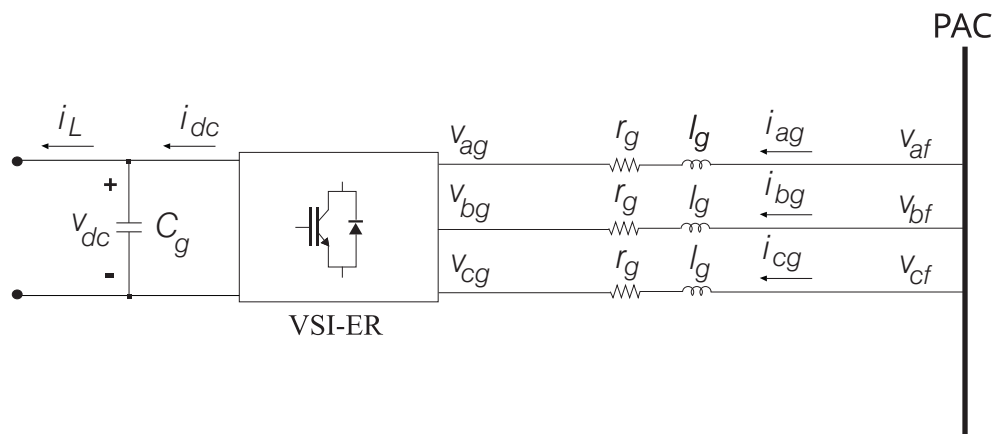 PAC
i_L i_dc v_ag r_g l_g i_ag v_af
+
v_dc C_g v_bg r_g l_g i_bg v_bf
-
v_cg r_g l_g i_cg v_cf
VSI-ER